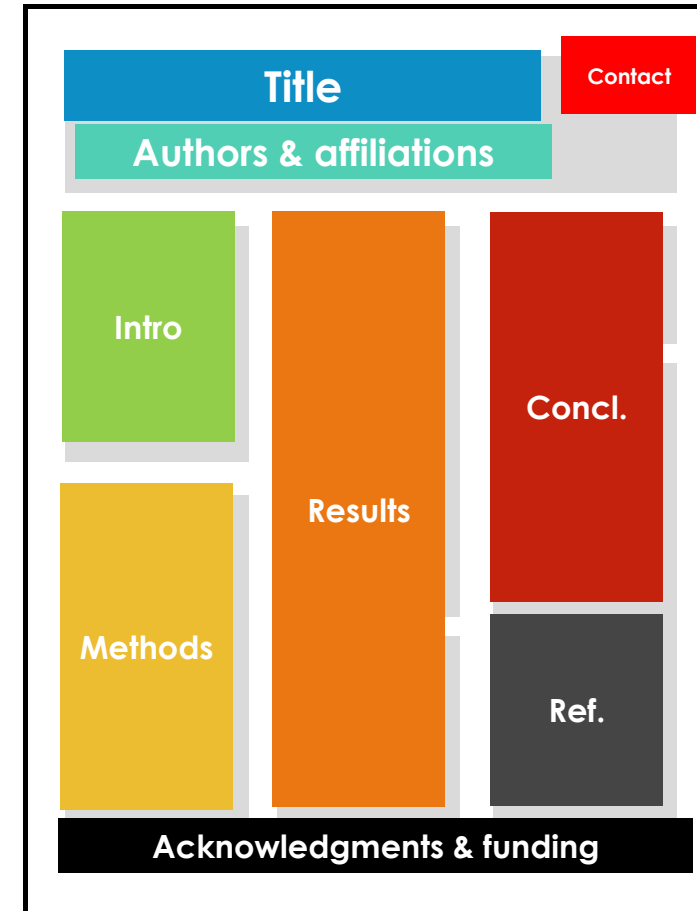 Title
Contact
Authors & affiliations
Intro
Methods
Results
Concl.
Ref.
Acknowledgments & funding